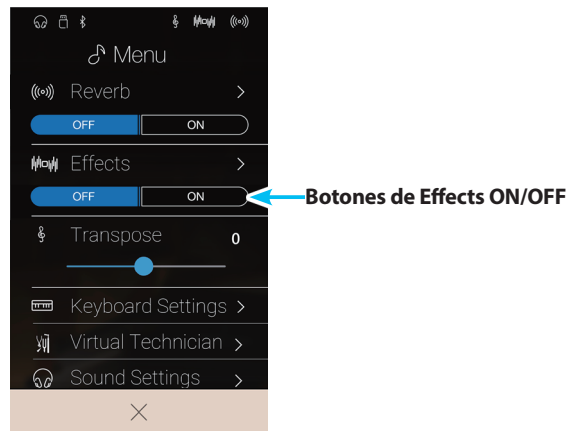 Menu
Reverb
OFF ON
Effects
OFF ON
Botones de Effects ON/OFF
Transpose 0
Keyboard Settings
Virtual Technician
Sound Settings